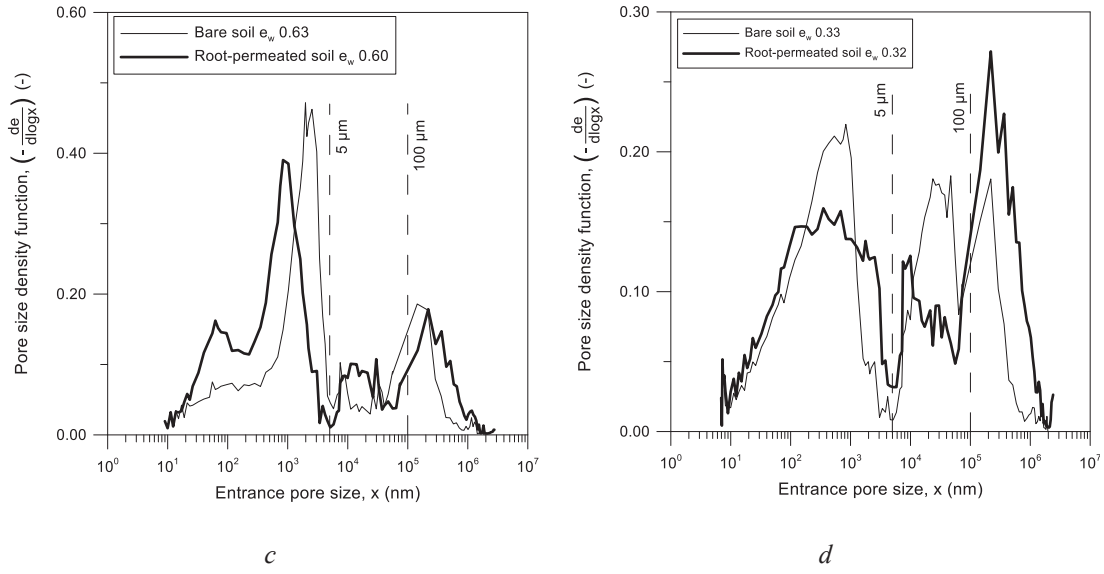 0.60
0.40
0.20
0.00
Pore size density function, (- de/dlogx) (-)
Bare soil e_w 0.63
Root-permeated soil e_w 0.60
5 µm
100 µm
10^0 10^1 10^2 10^3 10^4 10^5 10^6 10^7
Entrance pore size, x (nm)
c
0.30
0.20
0.10
0.00
Pore size density function, (- de/dlogx) (-)
Bare soil e_w 0.33
Root-permeated soil e_w 0.32
5 µm
100 µm
10^0 10^1 10^2 10^3 10^4 10^5 10^6 10^7
Entrance pore size, x (nm)
d